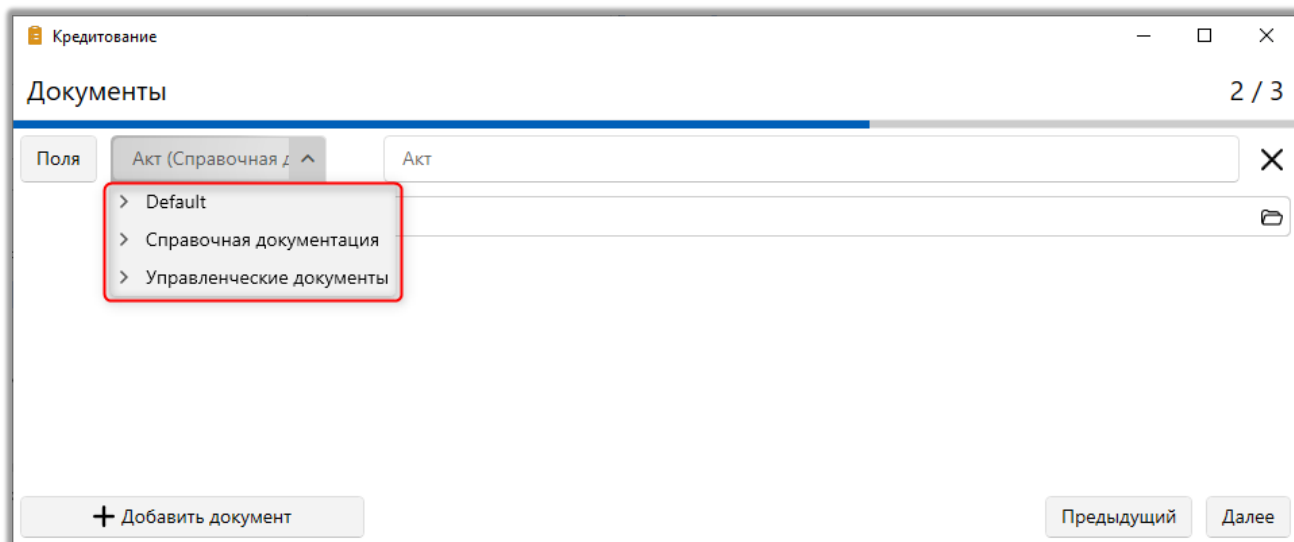 Кредитование
Документы 2 / 3
Поля Акт (Справочная д Акт
Default
Справочная документация
Управленческие документы
Добавить документ Предыдущий Далее